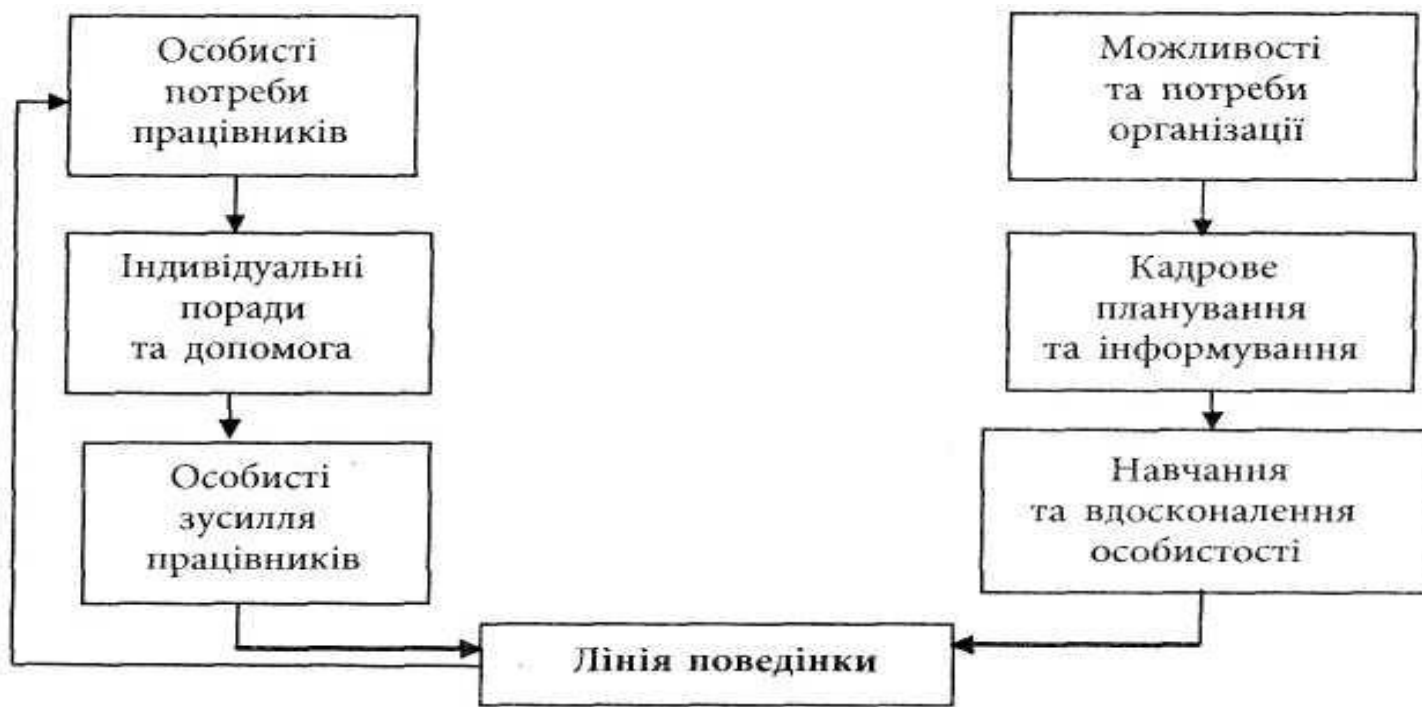 Особисті
потреби
працівників
Індивідуальні
поради
та допомога
Особисті
зусилля
працівників
Можливості
та потреби
організації
Кадрове
планування
та інформування
Навчання
та вдосконалення
особистості
Лінія поведінки